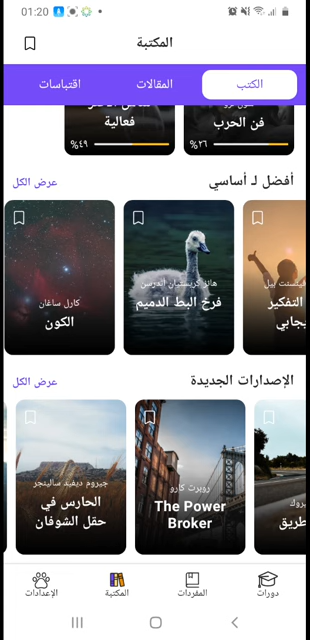 01:20
المكتبة
الكتب
المقالات
اقتباسات
فن الحرب
%٢٦
فعالية
%٤٩
أفضل لـ أساسي
عرض الكل
التفكير
هانز كريستيان أندرسن
فرخ البط الدميم
كارل ساغان
الكون
الإصدارات الجديدة
عرض الكل
روبرت كارو
The Power
Broker
جيروم ديفيد سالينجر
الحارس في
حقل الشوفان
دورات
المفردات
المكتبة
الإعدادات